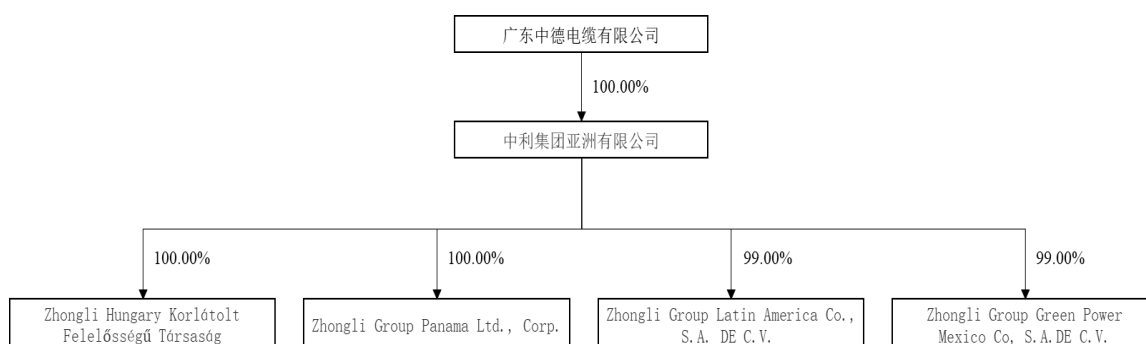 广东中德电缆有限公司
100.00%
中利集团亚洲有限公司
100.00%
100.00%
99.00%
99.00%
Zhongli Hungary Korlátolt
Felelősségű Társaság
Zhongli Group Panama Ltd., Corp.
Zhongli Group Latin America Co.,
S.A. DE C.V.
Zhongli Group Green Power
Mexico Co, S.A.DE C.V.